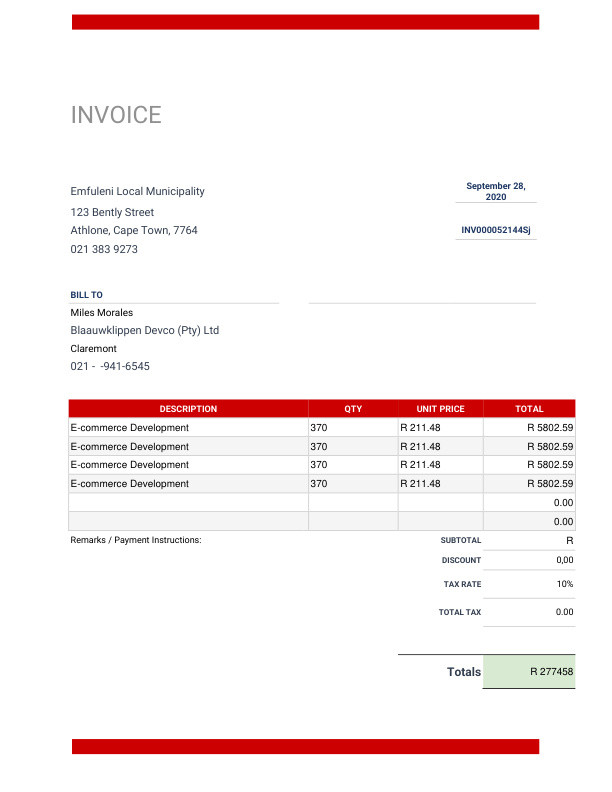 INVOICE
Emfuleni Local Municipality
September 28,
2020
123 Bently Street
Athlone, Cape Town, 7764
INV000052144Sj
021 383 9273
BILL TO
Miles Morales
Blaauwklippen Devco (Pty) Ltd
Claremont
021 - -941-6545
DESCRIPTION QTY UNIT PRICE TOTAL
E-commerce Development 370 R 211.48 R 5802.59
E-commerce Development 370 R 211.48 R 5802.59
E-commerce Development 370 R 211.48 R 5802.59
E-commerce Development 370 R 211.48 R 5802.59
0.00
0.00
Remarks / Payment Instructions: SUBTOTAL R
DISCOUNT 0,00
TAX RATE 10%
TOTAL TAX 0.00
Totals R 277458